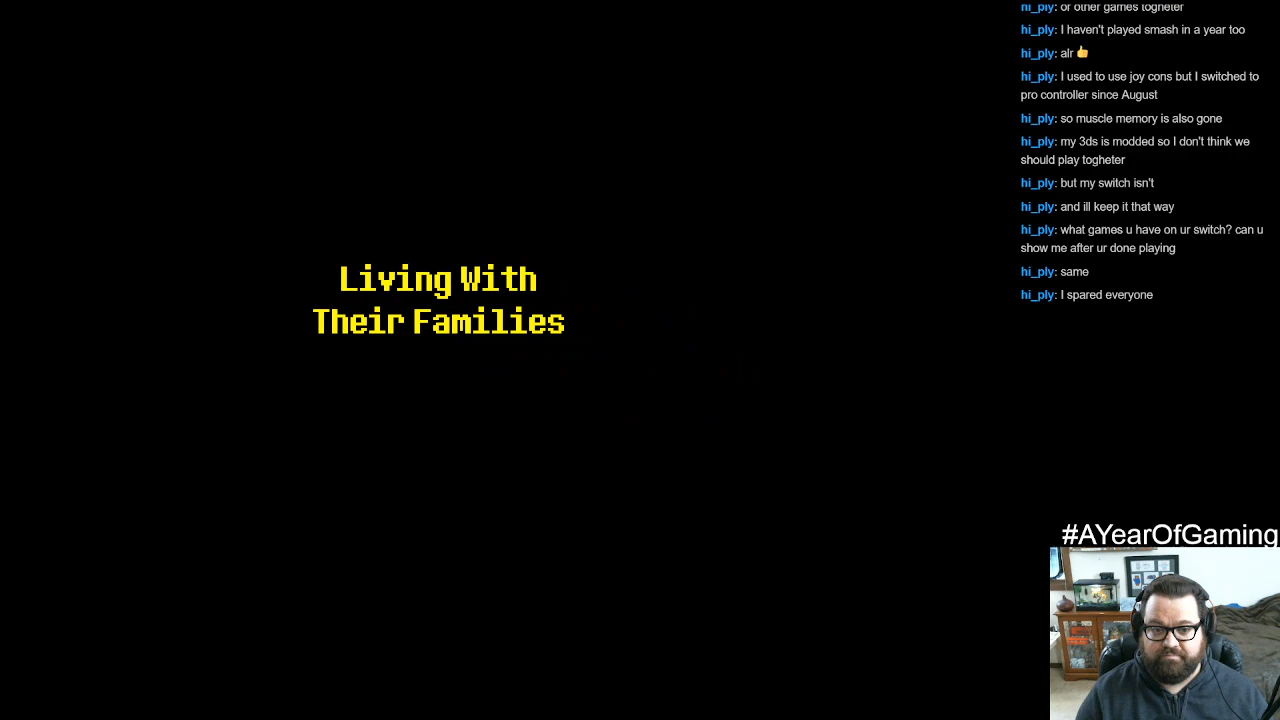 Living With
Their Families
hi_ply: or other games togheter
hi_ply: I haven't played smash in a year too
hi_ply: alr 👍
hi_ply: I used to use joy cons but I switched to
pro controller since August
hi_ply: so muscle memory is also gone
hi_ply: my 3ds is modded so I don't think we
should play togheter
hi_ply: but my switch isn't
hi_ply: and ill keep it that way
hi_ply: what games u have on ur switch? can u
show me after ur done playing
hi_ply: same
hi_ply: I spared everyone
#AYearOfGaming